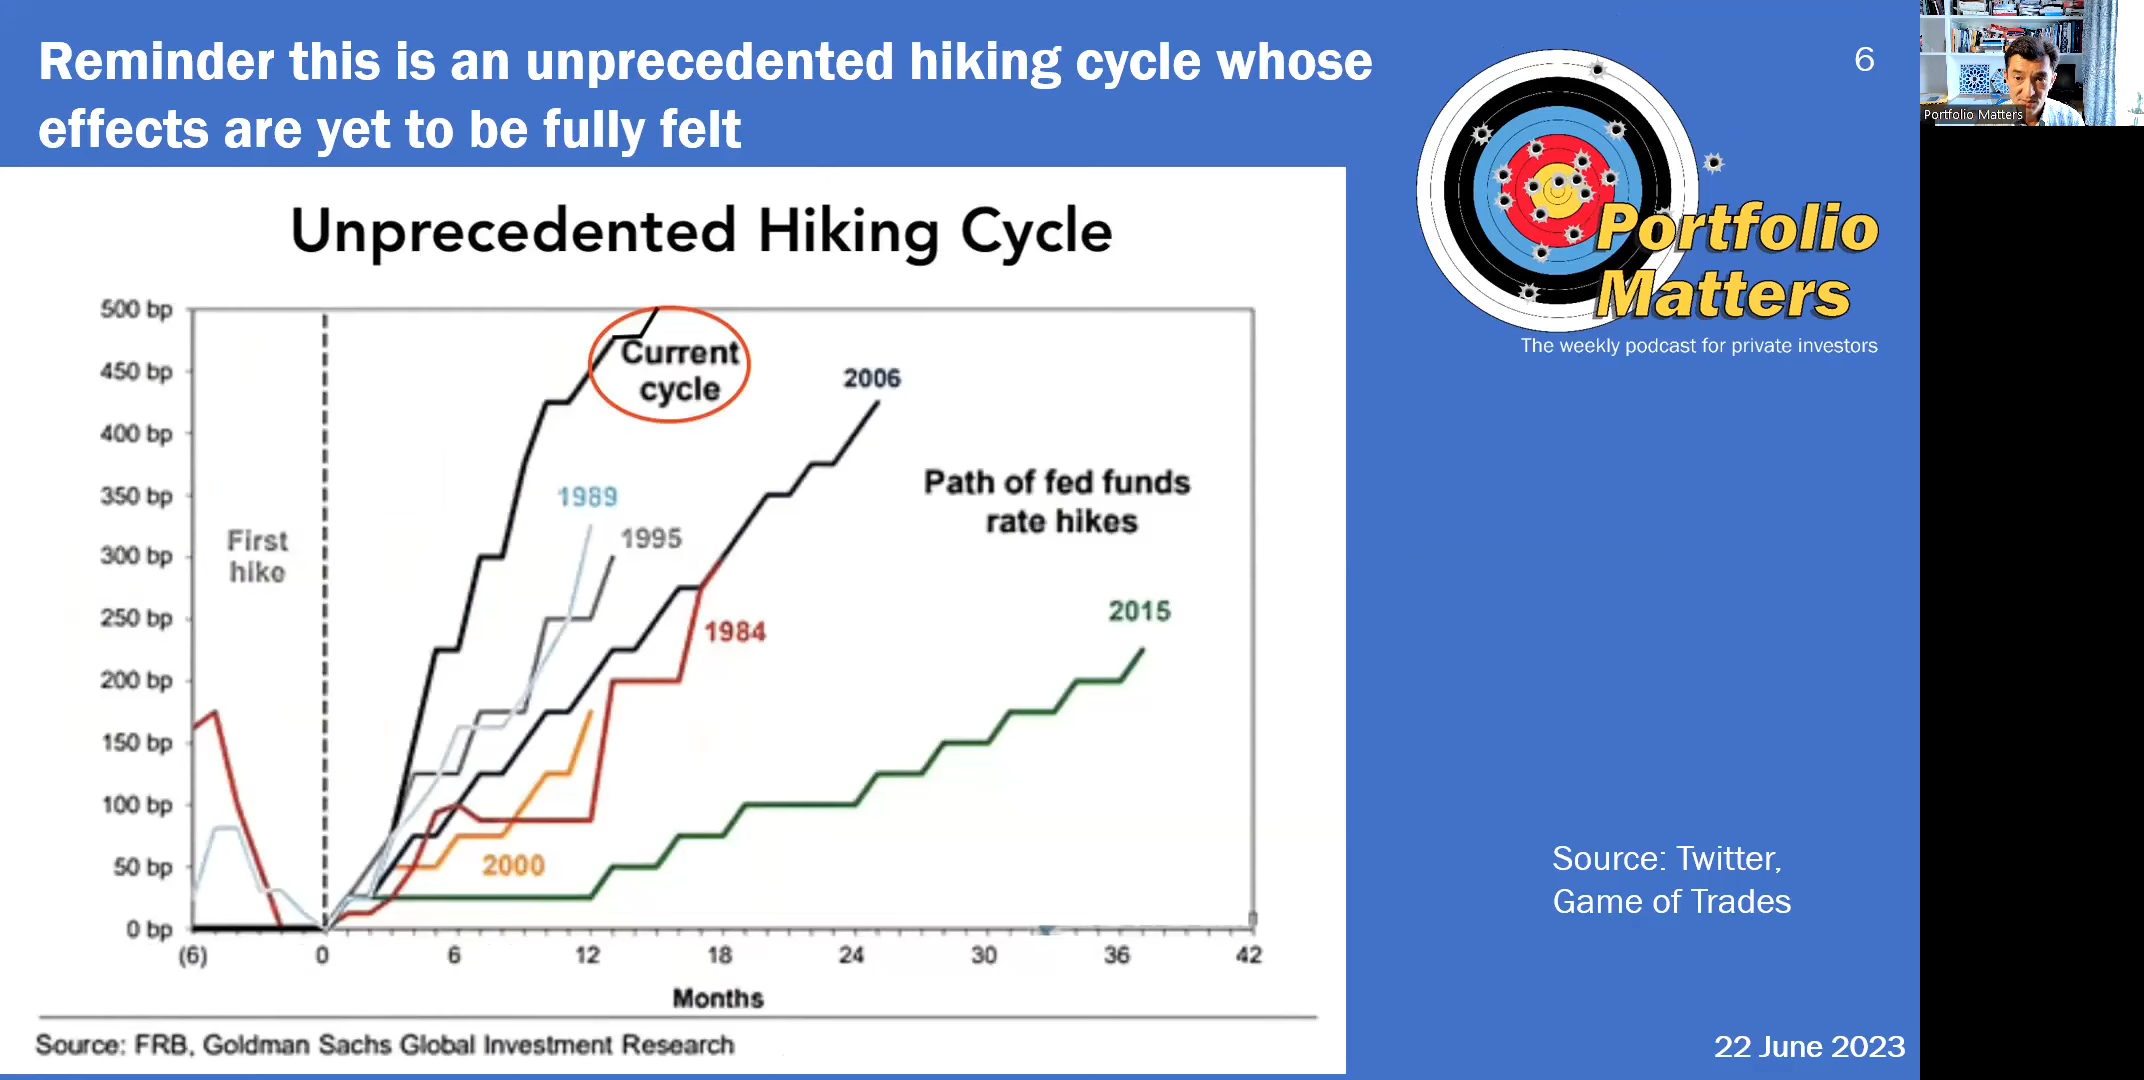 Reminder this is an unprecedented hiking cycle whose
effects are yet to be fully felt
6
Portfolio Matters
Portfolio
Matters
The weekly podcast for private investors
Unprecedented Hiking Cycle
500 bp
450 bp
400 bp
350 bp
300 bp
250 bp
200 bp
150 bp
100 bp
50 bp
0 bp
First
hike
Current
cycle
2006
1989
1995
1984
2000
2015
Path of fed funds
rate hikes
(6)
0
6
12
18
24
30
36
42
Months
Source: FRB, Goldman Sachs Global Investment Research
Source: Twitter,
Game of Trades
22 June 2023